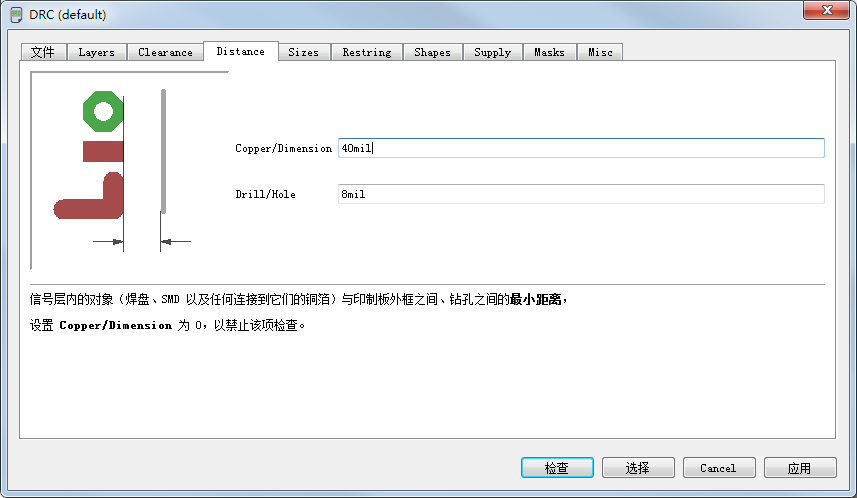 DRC (default)
文件 Layers Clearance Distance Sizes Restring Shapes Supply Masks Misc
Copper/Dimension 40mil
Drill/Hole 8mil
信号层内的对象（焊盘、SMD 以及任何连接到它们的铜箔）与印制板外框之间、钻孔之间的最小距离，
设置 Copper/Dimension 为 0，以禁止该项检查。
检查 选择 Cancel 应用